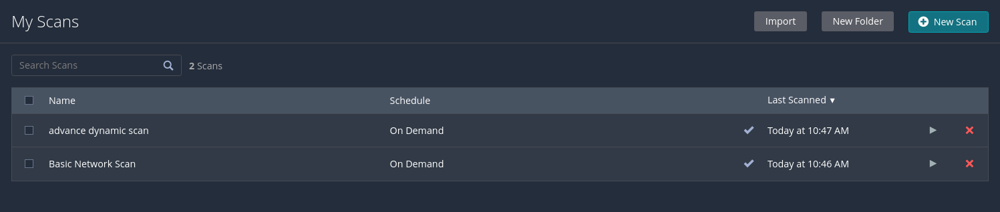 My Scans
Import
New Folder
New Scan
Search Scans
2 Scans
Name Schedule Last Scanned ▼
advance dynamic scan On Demand Today at 10:47 AM
Basic Network Scan On Demand Today at 10:46 AM